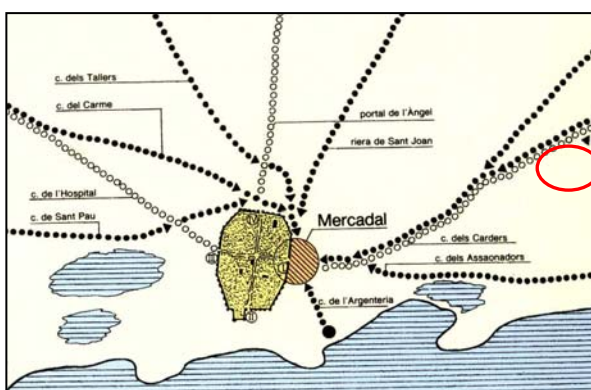 c. dels Tallers
c. del Carme
portal de l'Àngel
riera de Sant Joan
c. de l'Hospital
c. de Sant Pau
Mercadal
c. dels Carders
c. dels Assaonadors
c. de l'Argenteria